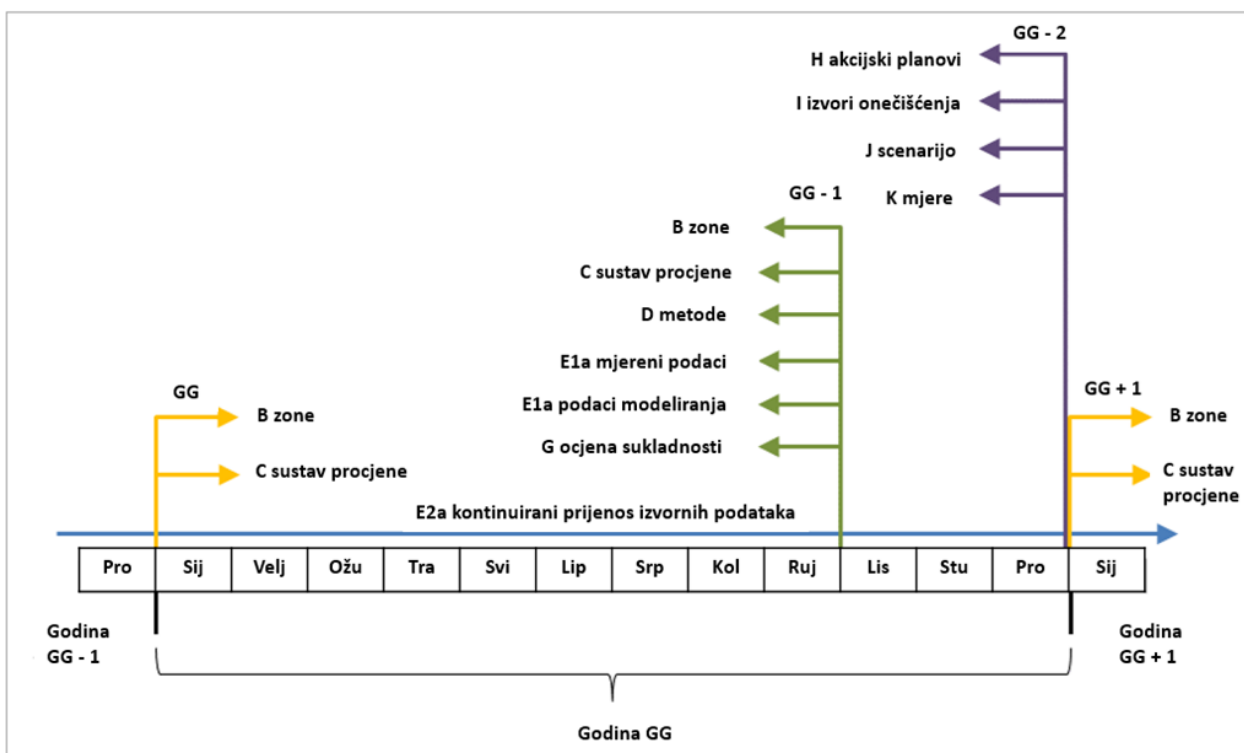 GG - 2
H akcijski planovi
I izvori onečišćenja
J scenarijo
K mjere
GG - 1
B zone
C sustav procjene
D metode
E1a mjereni podaci
E1a podaci modeliranja
G ocjena sukladnosti
GG
B zone
C sustav procjene
GG + 1
B zone
C sustav
procjene
E2a kontinuirani prijenos izvornih podataka
Pro Sij Velj Ožu Tra Svi Lip Srp Kol Ruj Lis Stu Pro Sij
Godina
GG - 1
Godina
GG + 1
Godina GG